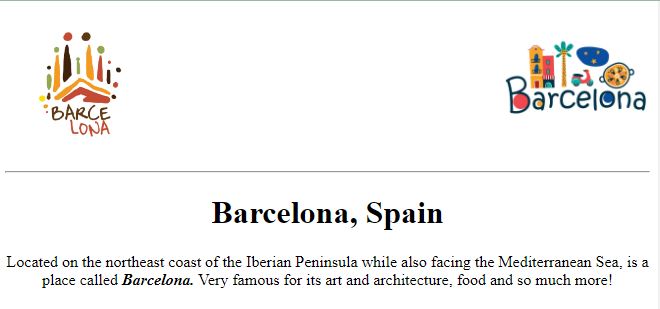 BARCE
LONA
Barcelona
Barcelona, Spain
Located on the northeast coast of the Iberian Peninsula while also facing the Mediterranean Sea, is a
place called Barcelona. Very famous for its art and architecture, food and so much more!